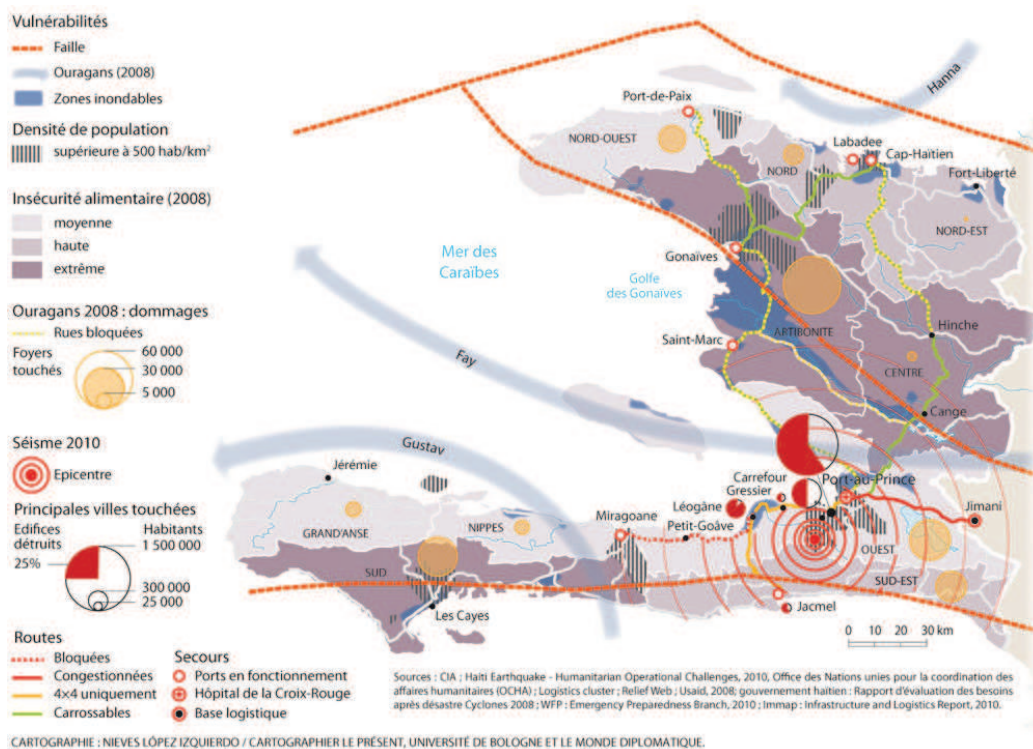 Vulnérabilités
Faille
Ouragans (2008)
Zones inondables
Densité de population
supérieure à 500 hab/km²
Insécurité alimentaire (2008)
moyenne
haute
extrême
Ouragans 2008 : dommages
Rues bloquées
Foyers
touchés
60 000
30 000
5 000
Séisme 2010
Epicentre
Principales villes touchées
Edifices
détruits
25%
Habitants
1 500 000
300 000
25 000
Routes
Bloquées
Congestionnées
4×4 uniquement
Carrossables
Secours
Ports en fonctionnement
Hôpital de la Croix-Rouge
Base logistique
Hanna
Port-de-Paix
NORD-OUEST
Labadee
Cap-Haïtien
NORD
Fort-Liberté
NORD-EST
Mer des
Caraïbes
Gonaïves
Golfe
des Gonaïves
ARTIBONITE
Hinche
Saint-Marc
CENTRE
Fay
Cange
Gustav
Jérémie
Carrefour
Gressier
Port-au-Prince
Léogâne
Jimani
Miragoane
Petit-Goâve
GRAND'ANSE
NIPPES
OUEST
SUD
SUD-EST
Les Cayes
Jacmel
0 10 20 30 km
Sources : CIA ; Haiti Earthquake - Humanitarian Operational Challenges, 2010, Office des Nations unies pour la coordination des
affaires humanitaires (OCHA) ; Logistics cluster ; Relief Web ; Usaid, 2008; gouvernement haïtien : Rapport d'évaluation des besoins
après désastre Cyclones 2008 ; WFP : Emergency Preparedness Branch, 2010 ; Immap : Infrastructure and Logistics Report, 2010.
CARTOGRAPHIE : NIEVES LÓPEZ IZQUIERDO / CARTOGRAPHIER LE PRÉSENT, UNIVERSITÉ DE BOLOGNE ET LE MONDE DIPLOMATIQUE.